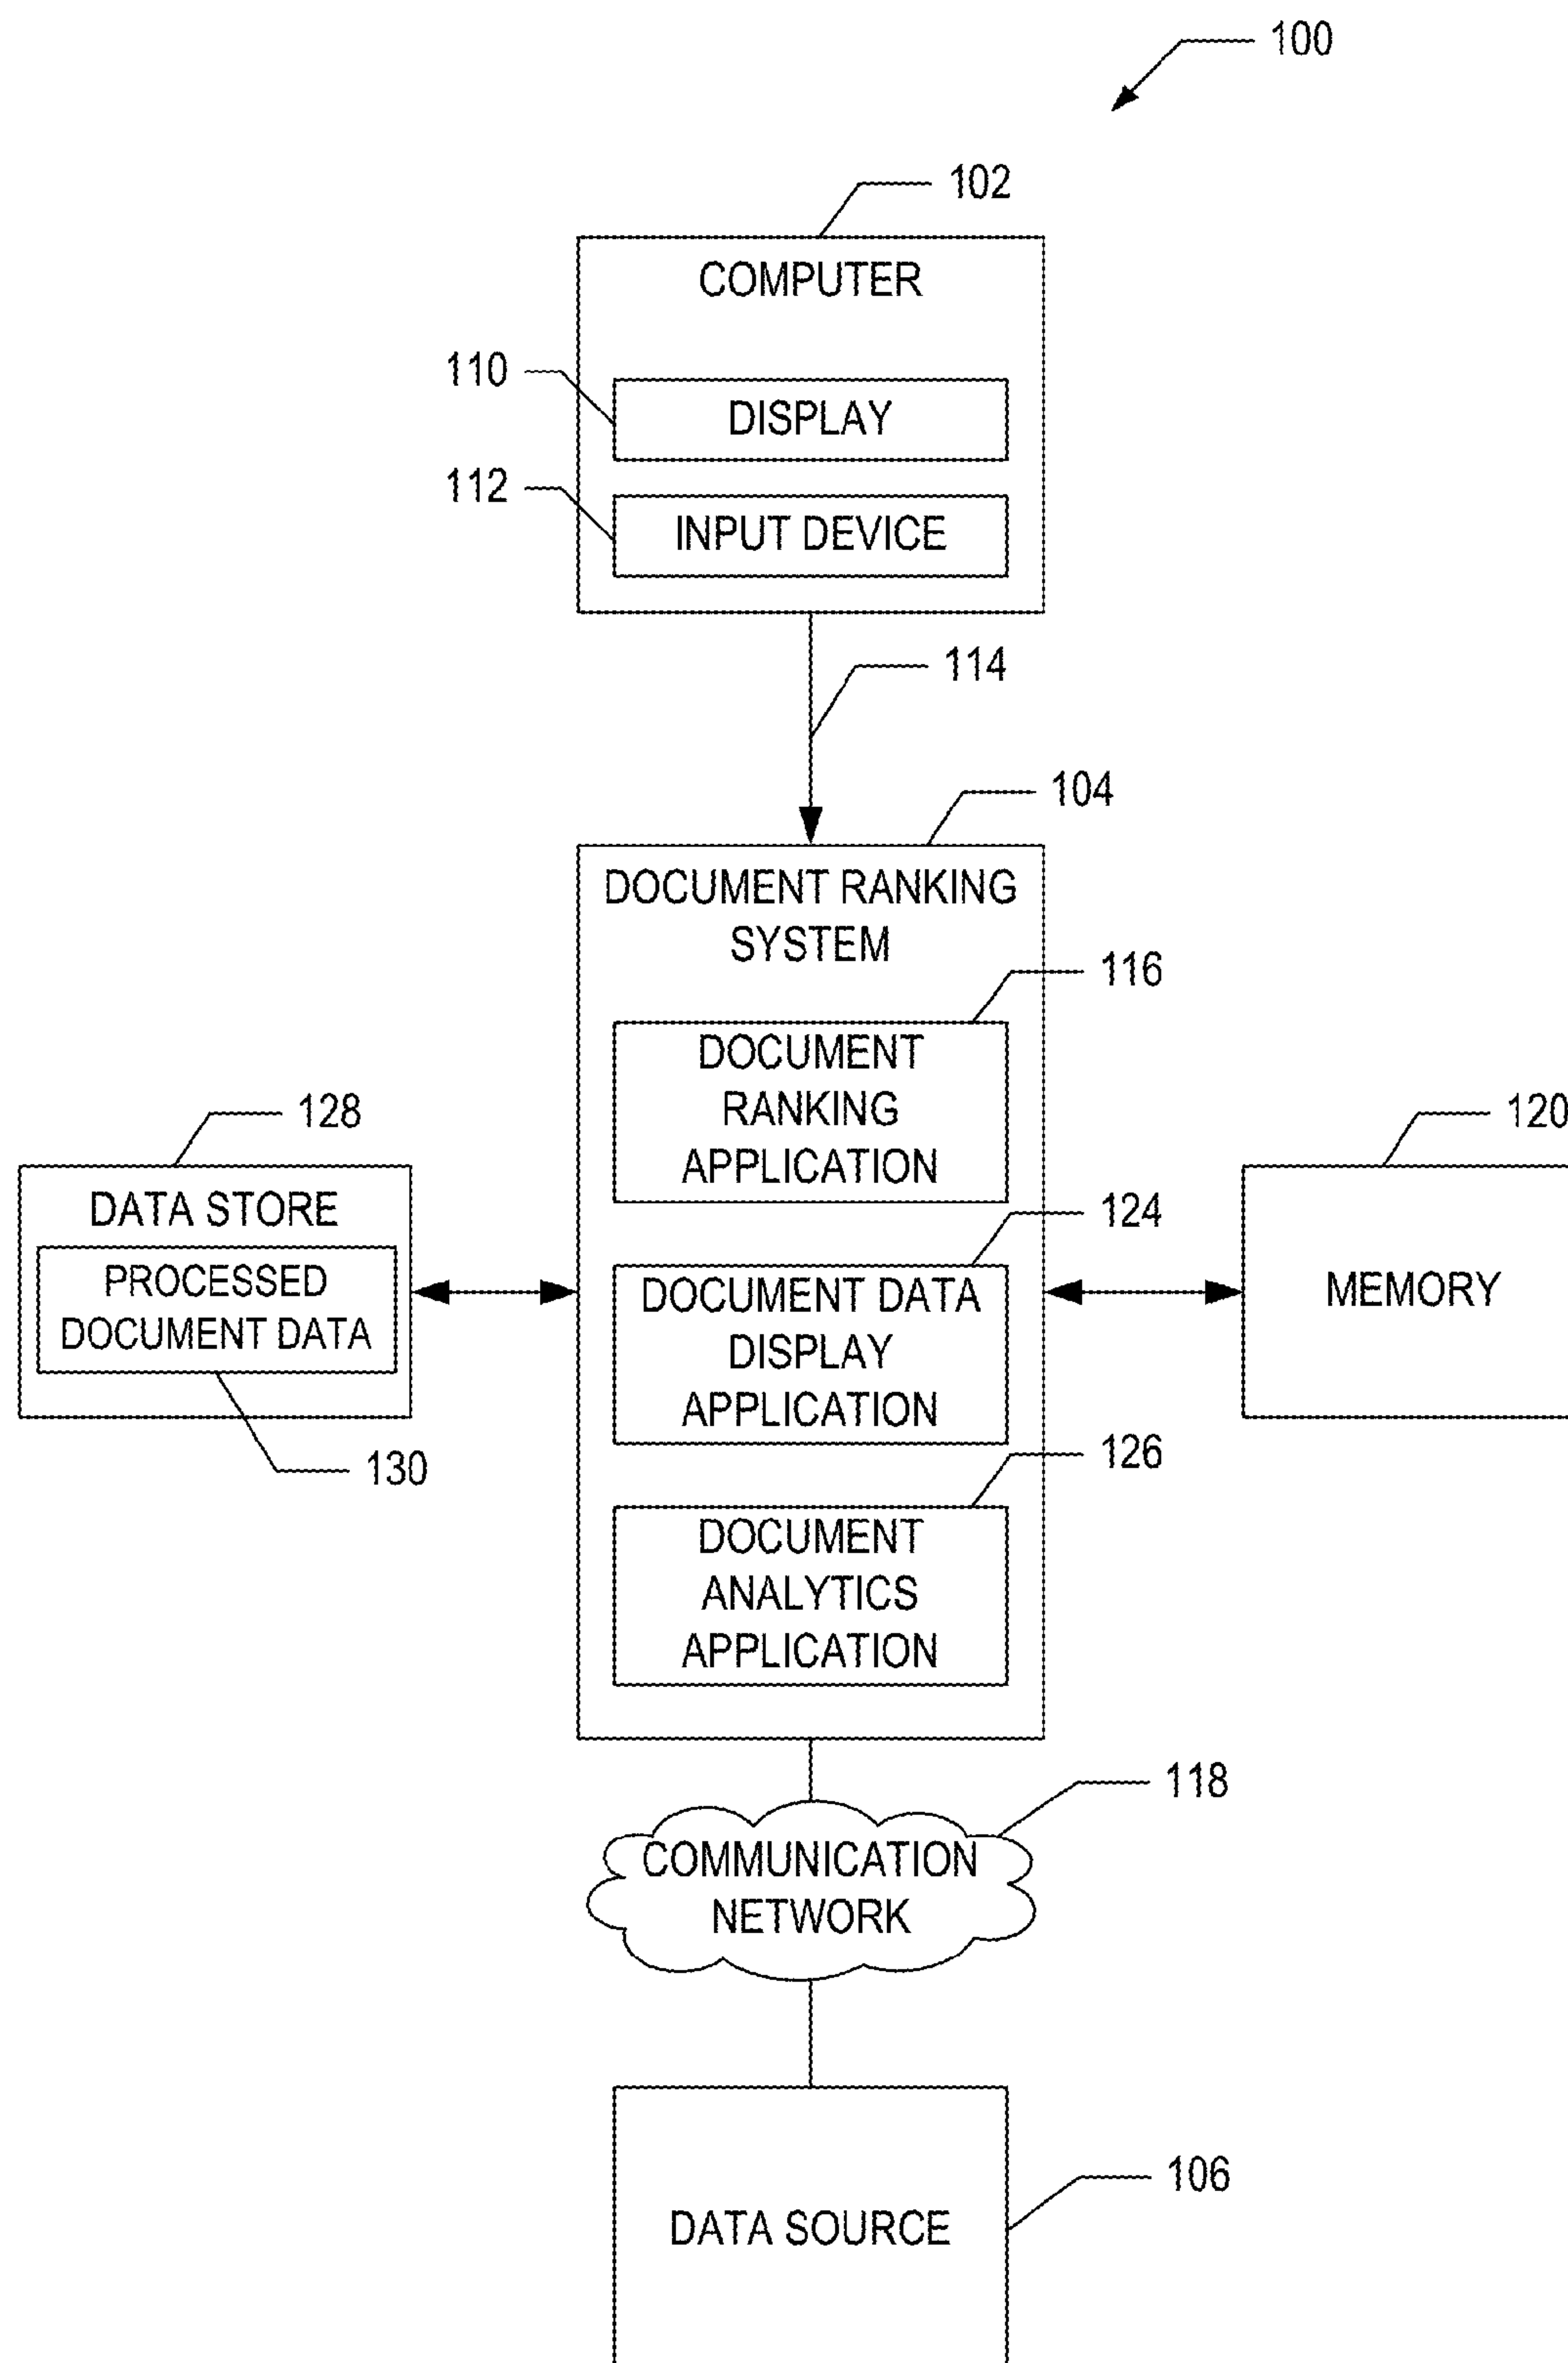 100
102
COMPUTER
110
DISPLAY
112
INPUT DEVICE
114
104
DOCUMENT RANKING
SYSTEM
116
DOCUMENT
RANKING
APPLICATION
128
DATA STORE
PROCESSED
DOCUMENT DATA
130
120
MEMORY
124
DOCUMENT DATA
DISPLAY
APPLICATION
126
DOCUMENT
ANALYTICS
APPLICATION
118
COMMUNICATION
NETWORK
106
DATA SOURCE